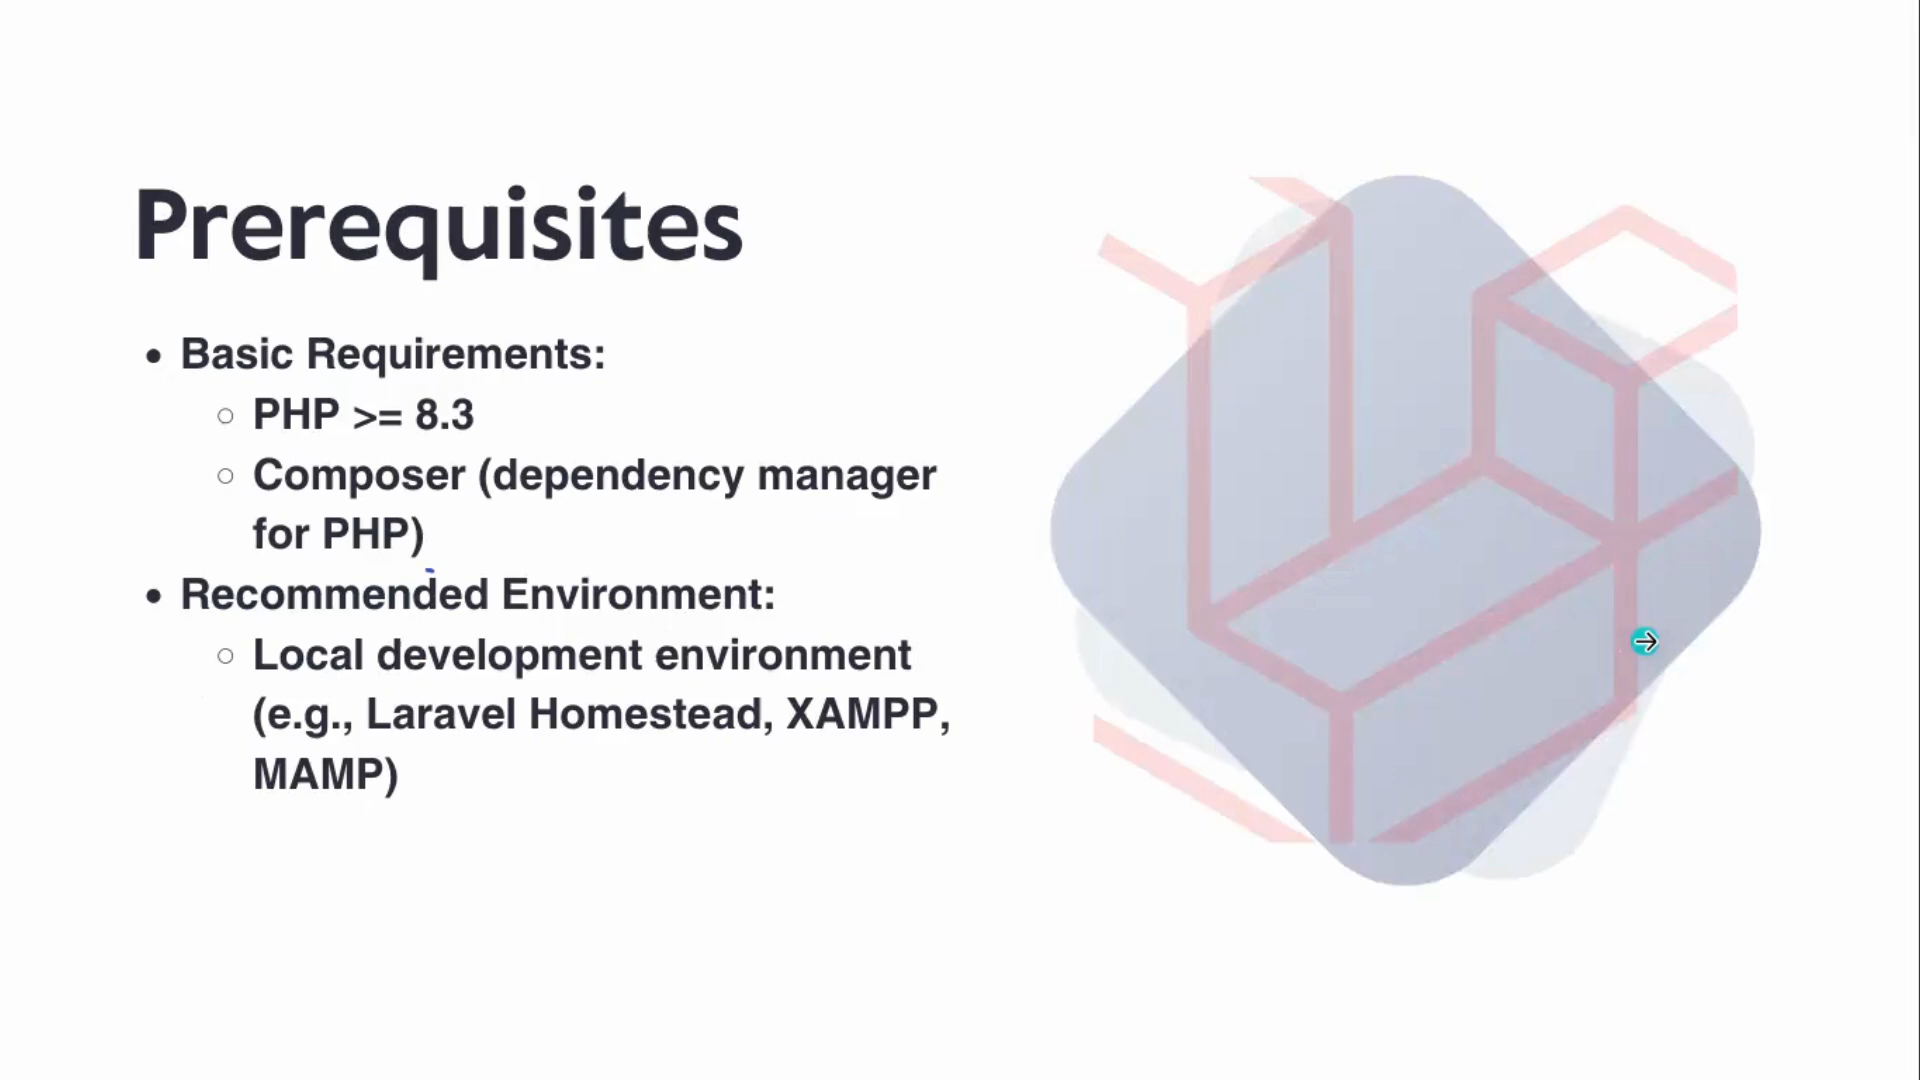 Prerequisites
• Basic Requirements:
○ PHP >= 8.3
○ Composer (dependency manager
for PHP)
• Recommended Environment:
○ Local development environment
(e.g., Laravel Homestead, XAMPP,
MAMP)